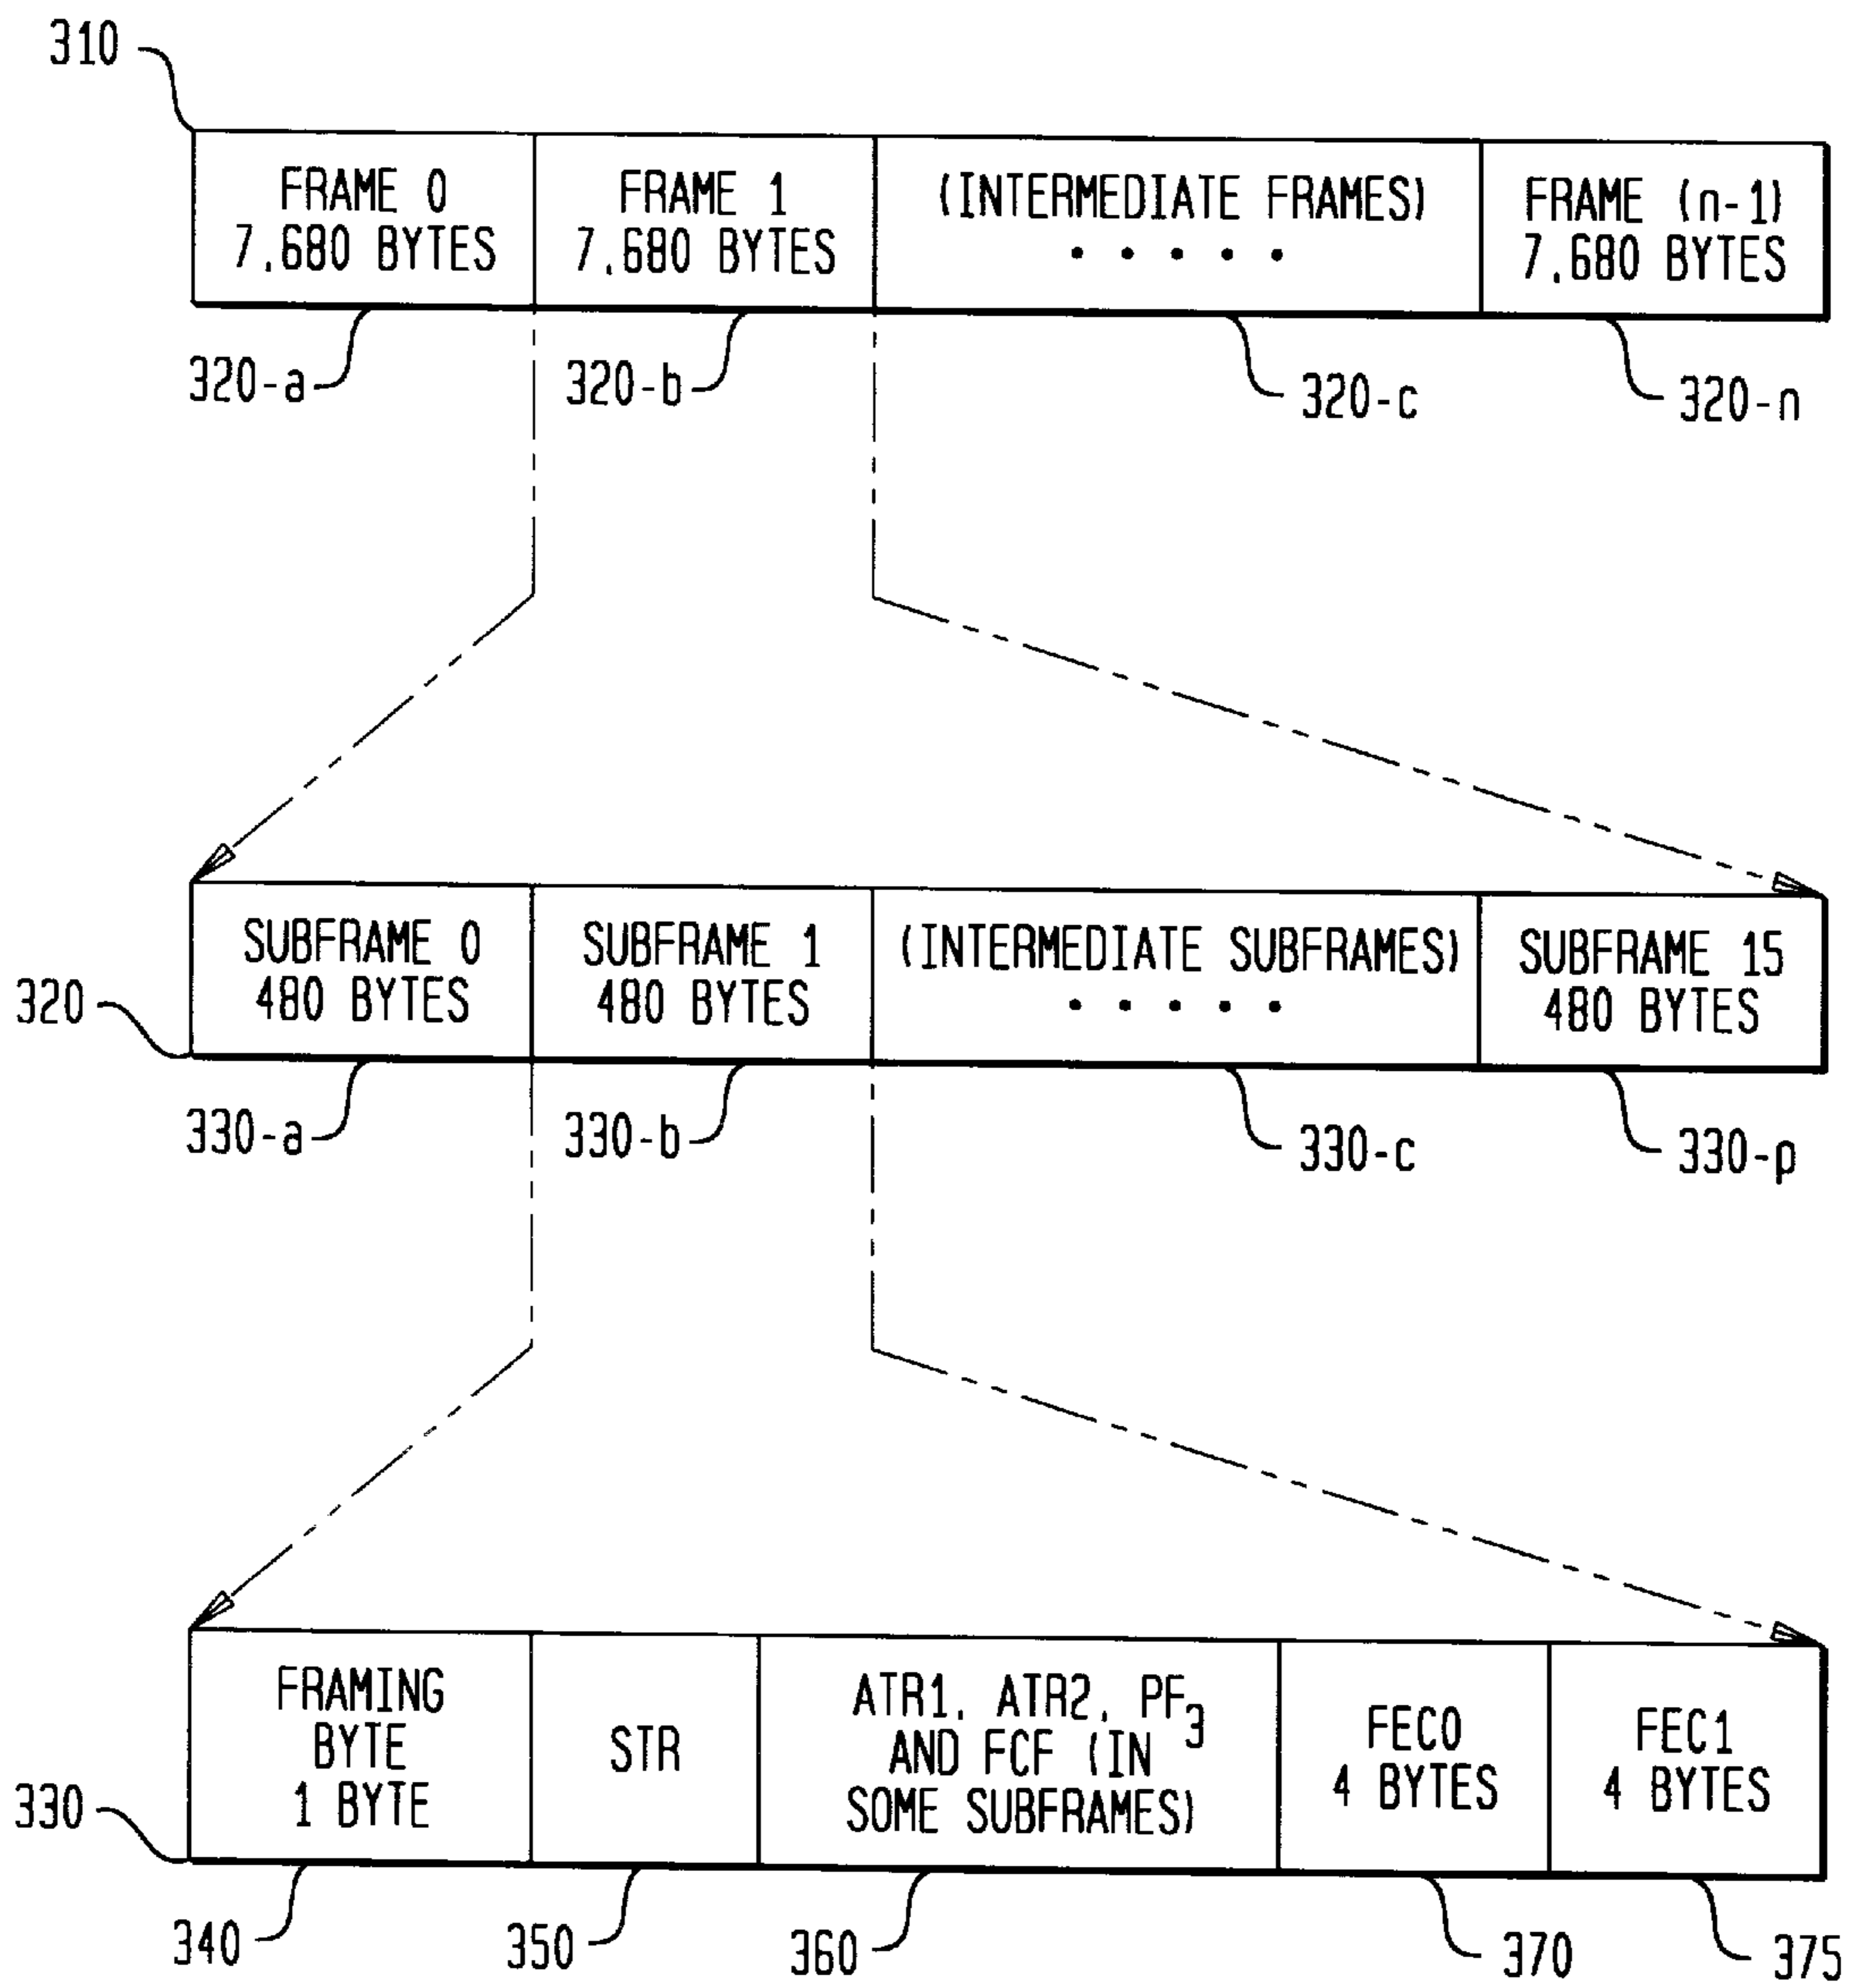 310
FRAME 0
7,680 BYTES
FRAME 1
7,680 BYTES
(INTERMEDIATE FRAMES)
• • • • •
FRAME (n-1)
7,680 BYTES
320-a
320-b
320-c
320-n
SUBFRAME 0
480 BYTES
SUBFRAME 1
480 BYTES
(INTERMEDIATE SUBFRAMES)
• • • • •
SUBFRAME 15
480 BYTES
320
330-a
330-b
330-c
330-p
FRAMING
BYTE
1 BYTE
STR
ATR1, ATR2, PF3
AND FCF (IN
SOME SUBFRAMES)
FEC0
4 BYTES
FEC1
4 BYTES
330
340
350
360
370
375